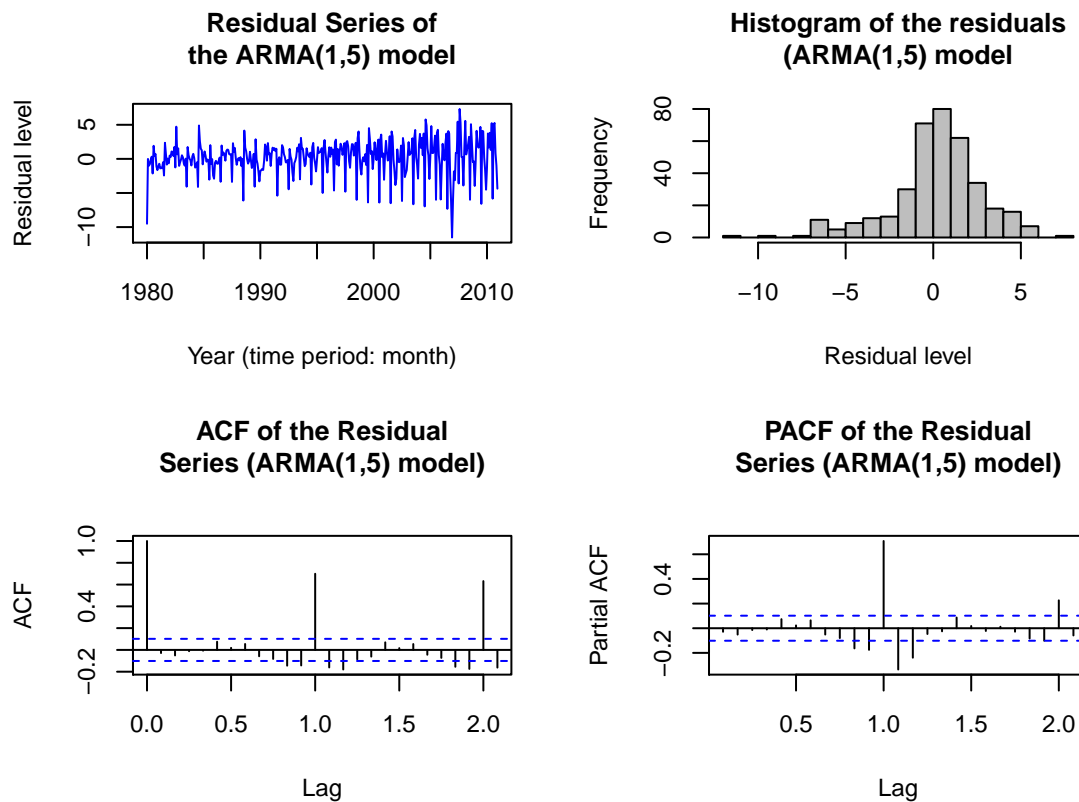 Residual Series of
the ARMA(1,5) model
Residual level
5
0
−10
1980
1990
2000
2010
Year (time period: month)
Histogram of the residuals
(ARMA(1,5) model
Frequency
80
40
0
−10
−5
0
5
Residual level
ACF of the Residual
Series (ARMA(1,5) model)
ACF
1.0
0.4
−0.2
0.0
0.5
1.0
1.5
2.0
Lag
PACF of the Residual
Series (ARMA(1,5) model)
Partial ACF
0.4
−0.2
0.5
1.0
1.5
2.0
Lag